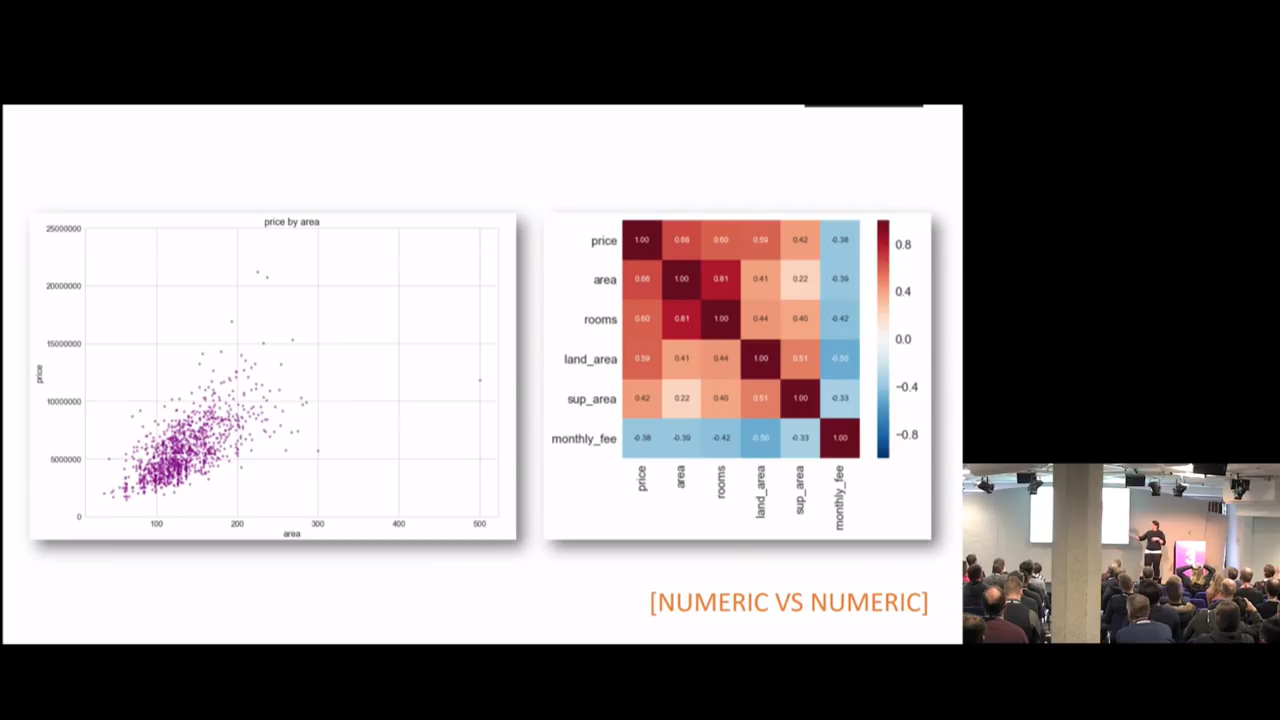 price by area
25000000
20000000
15000000
10000000
5000000
0
price
100 200 300 400 500
area
price 1.00 0.66 0.60 0.59 0.42 -0.38
area 0.66 1.00 0.81 0.41 0.22 -0.39
rooms 0.60 0.81 1.00 0.44 0.40 -0.42
land_area 0.59 0.41 0.44 1.00 0.51 -0.50
sup_area 0.42 0.22 0.40 0.51 1.00 -0.33
monthly_fee -0.38 -0.39 -0.42 -0.50 -0.33 1.00
price area rooms land_area sup_area monthly_fee
0.8
0.4
0.0
-0.4
-0.8
[NUMERIC VS NUMERIC]